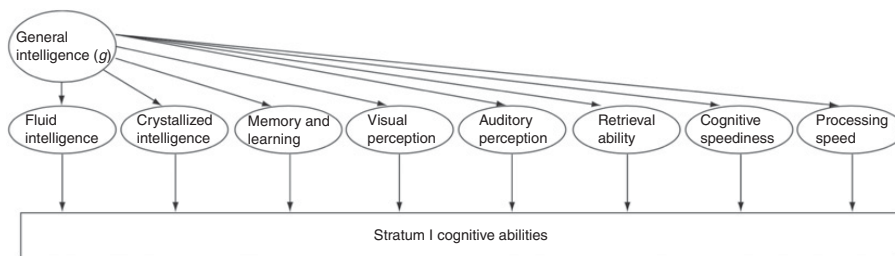 General
intelligence (g)
Fluid
intelligence
Crystallized
intelligence
Memory and
learning
Visual
perception
Auditory
perception
Retrieval
ability
Cognitive
speediness
Processing
speed
Stratum I cognitive abilities